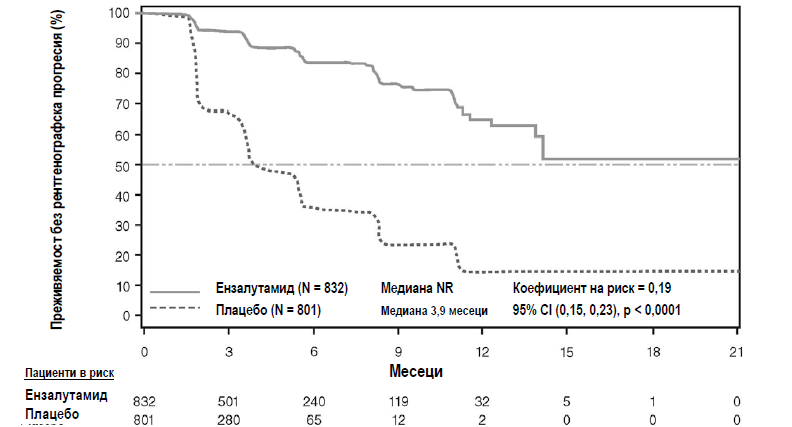 Преживяемост без рентгенографска прогресия (%)
100
90
80
70
60
50
40
30
20
10
0
Ензалутамид (N = 832) Медиана NR Коефициент на риск = 0,19
Плацебо (N = 801) Медиана 3,9 месеци 95% CI (0,15, 0,23), p < 0,0001
0 3 6 9 12 15 18 21
Месеци
Пациенти в риск
Ензалутамид 832 501 240 119 32 5 1 0
Плацебо 801 280 65 12 2 0 0 0